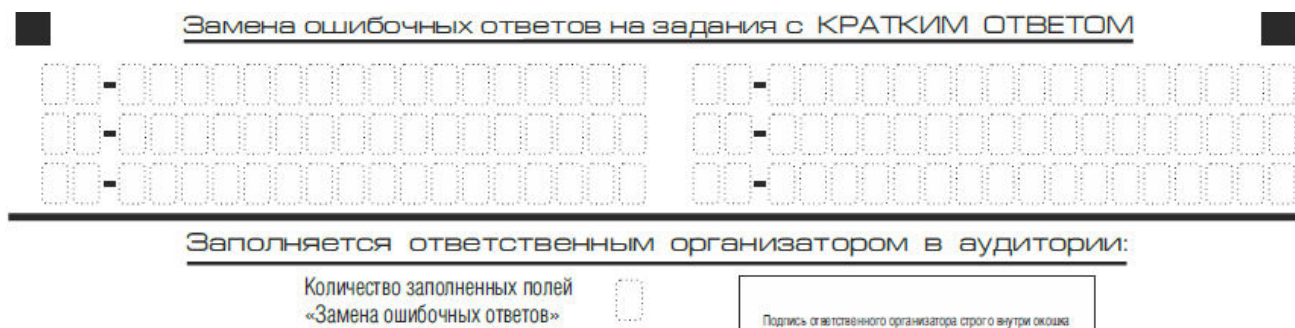 Замена ошибочных ответов на задания с КРАТКИМ ОТВЕТОМ
-
-
-
-
-
-
Заполняется ответственным организатором в аудитории:
Количество заполненных полей
«Замена ошибочных ответов»
Подпись ответственного организатора строго внутри окошка